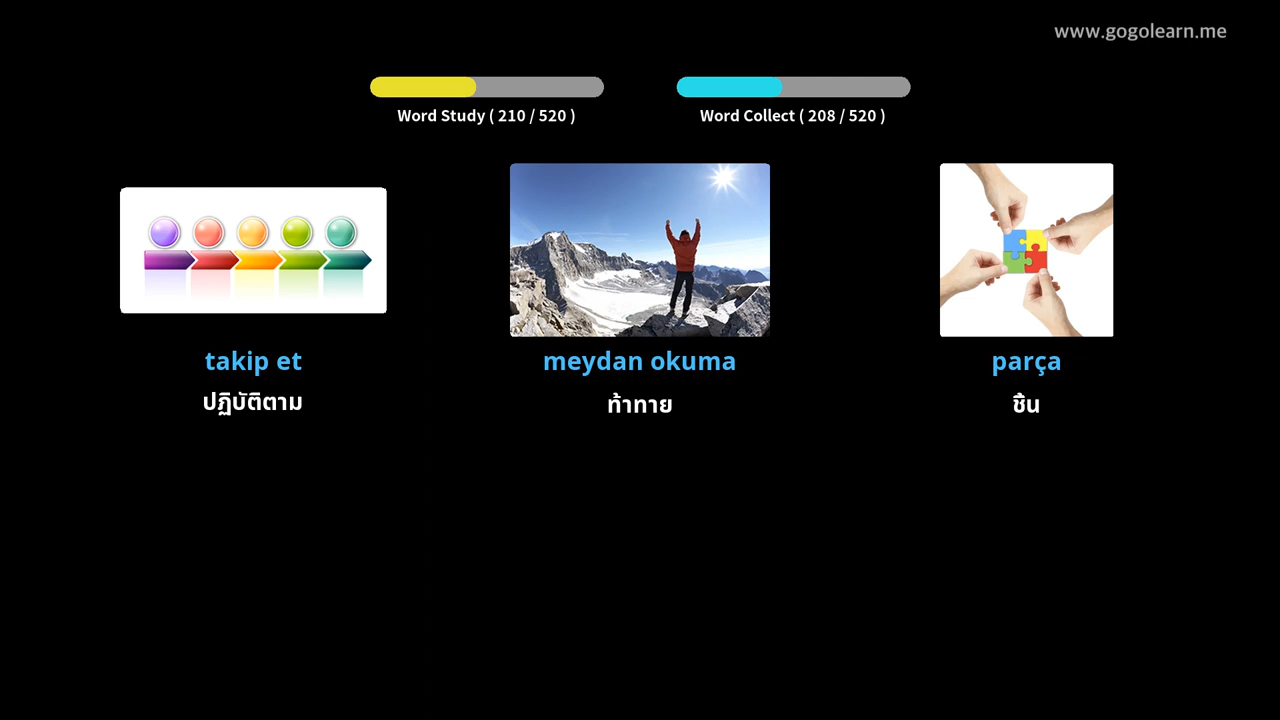 www.gogolearn.me
Word Study ( 210 / 520 )
Word Collect ( 208 / 520 )
takip et
meydan okuma
parça
ปฏิบัติตาม
ท้าทาย
ชิ้น